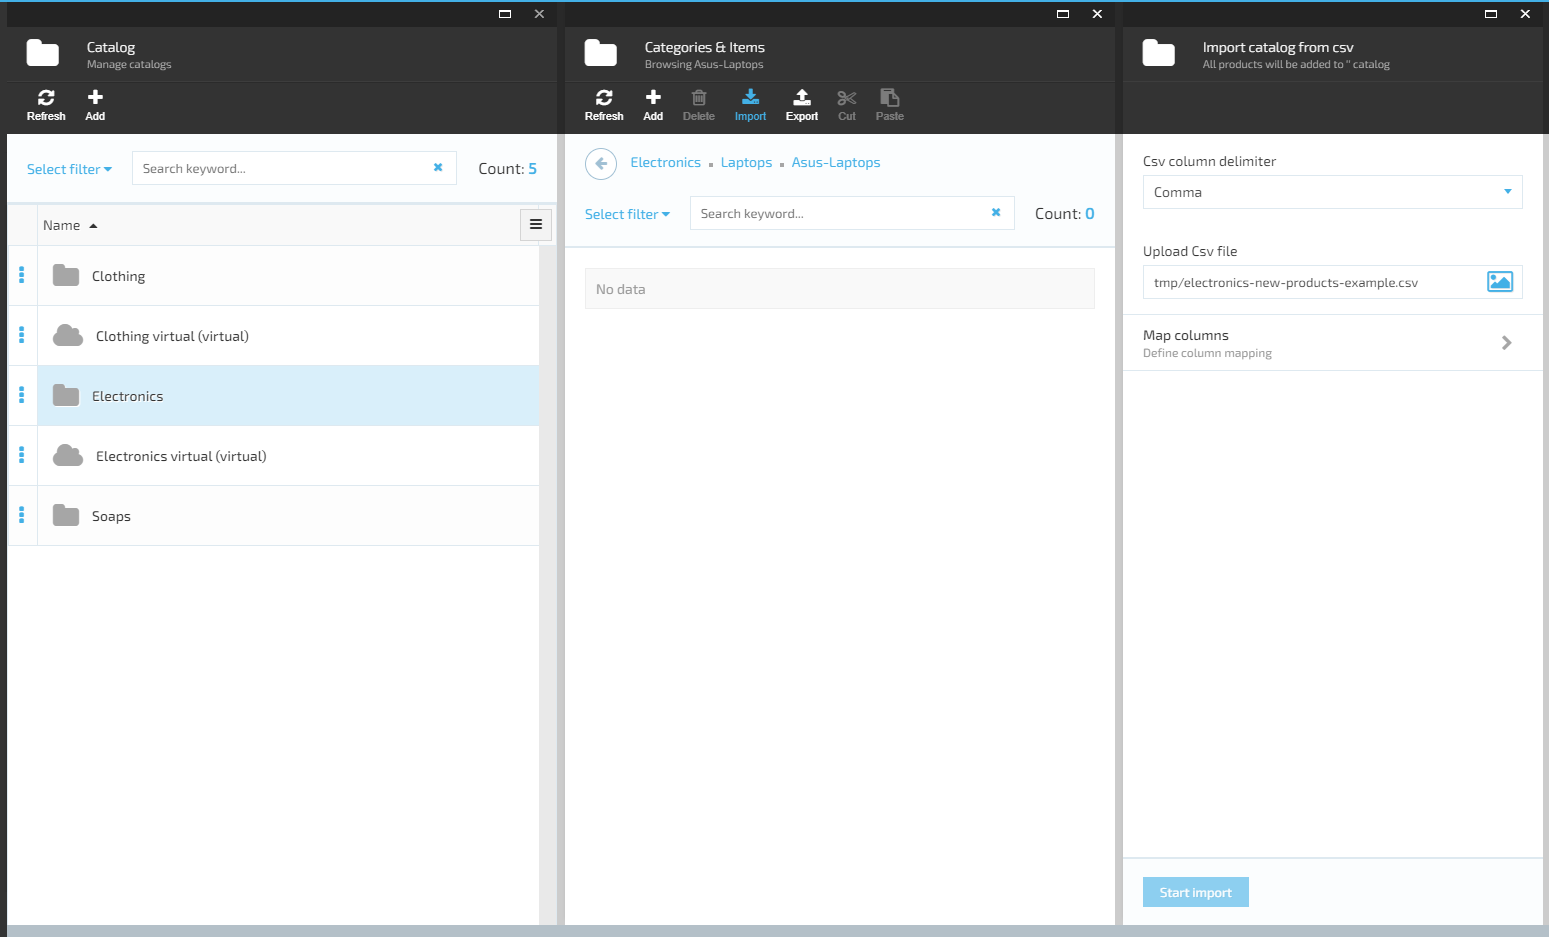 Catalog
Manage catalogs
Refresh
Add
Select filter
Search keyword...
Count: 5
Name
Clothing
Clothing virtual (virtual)
Electronics
Electronics virtual (virtual)
Soaps
Categories & Items
Browsing Asus-Laptops
Refresh
Add
Delete
Import
Export
Cut
Paste
Electronics
Laptops
Asus-Laptops
Select filter
Search keyword...
Count: 0
No data
Import catalog from csv
All products will be added to '' catalog
Csv column delimiter
Comma
Upload Csv file
tmp/electronics-new-products-example.csv
Map columns
Define column mapping
Start import